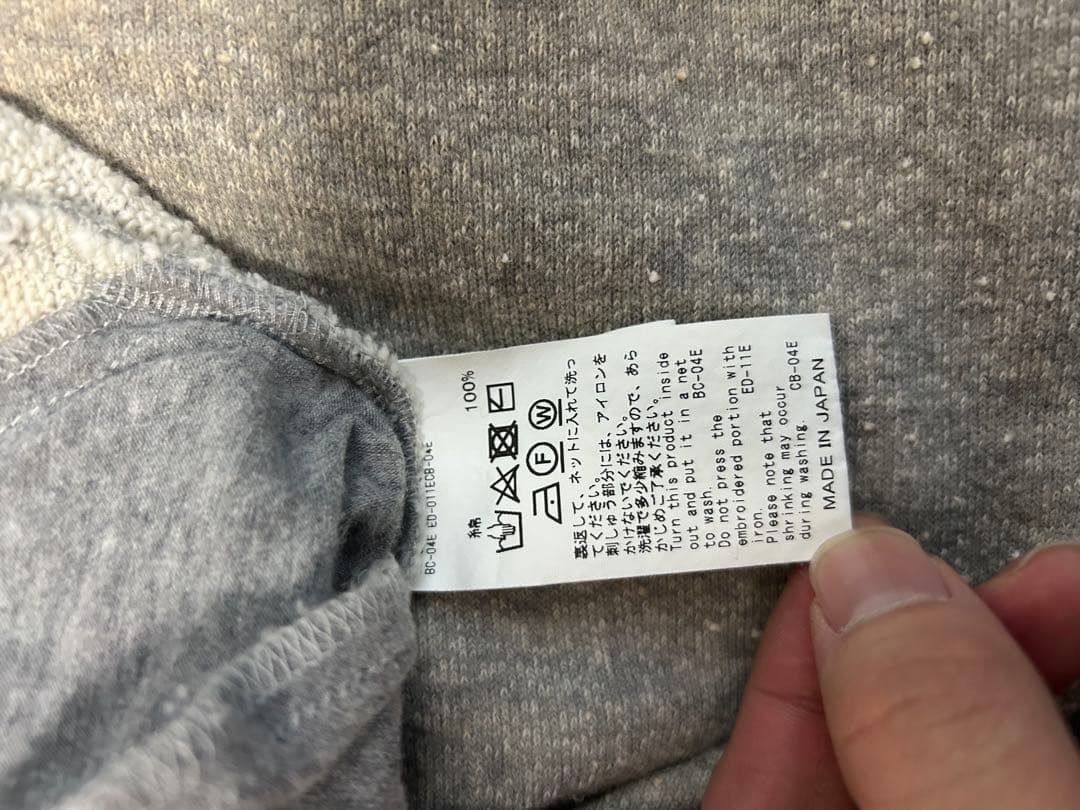 BC-04E ED-011ECB-04E
綿 100%
F W
裏返して、ネットに入れて洗っ
てください。
刺しゅう部分には、アイロンを
かけないでください。
洗濯で多少縮みますので、あら
かじめご了承ください。
Turn this product inside
out and put it in a net
to wash. BC-04E
Do not press the
embroidered portion with
iron. ED-11E
Please note that
shrinking may occur
during washing. CB-04E
MADE IN JAPAN